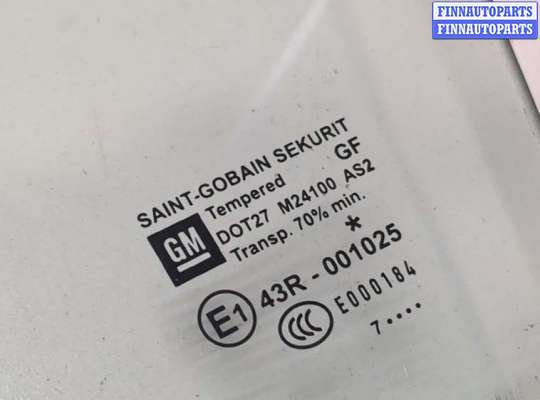 FINNAUTOPARTS
FINNAUTOPARTS
SAINT-GOBAIN SEKURIT
GM
Tempered GF
DOT27 M24100 AS2
Transp. 70% min.
*
E1 43R - 001025
CCC E000184
7 ••••